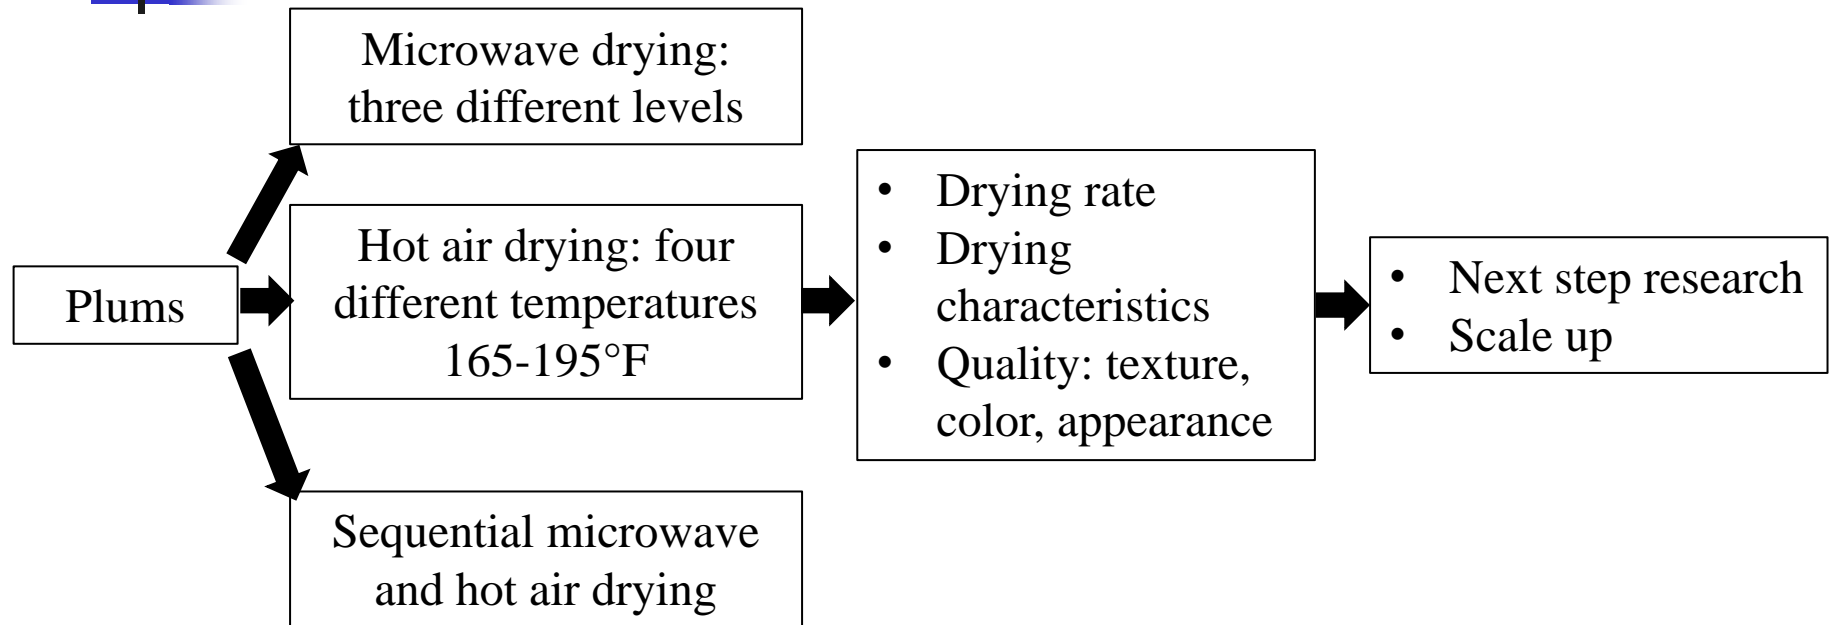 Microwave drying:
three different levels
Plums
Hot air drying: four
different temperatures
165-195°F
Sequential microwave
and hot air drying
• Drying rate
• Drying
characteristics
• Quality: texture,
color, appearance
• Next step research
• Scale up